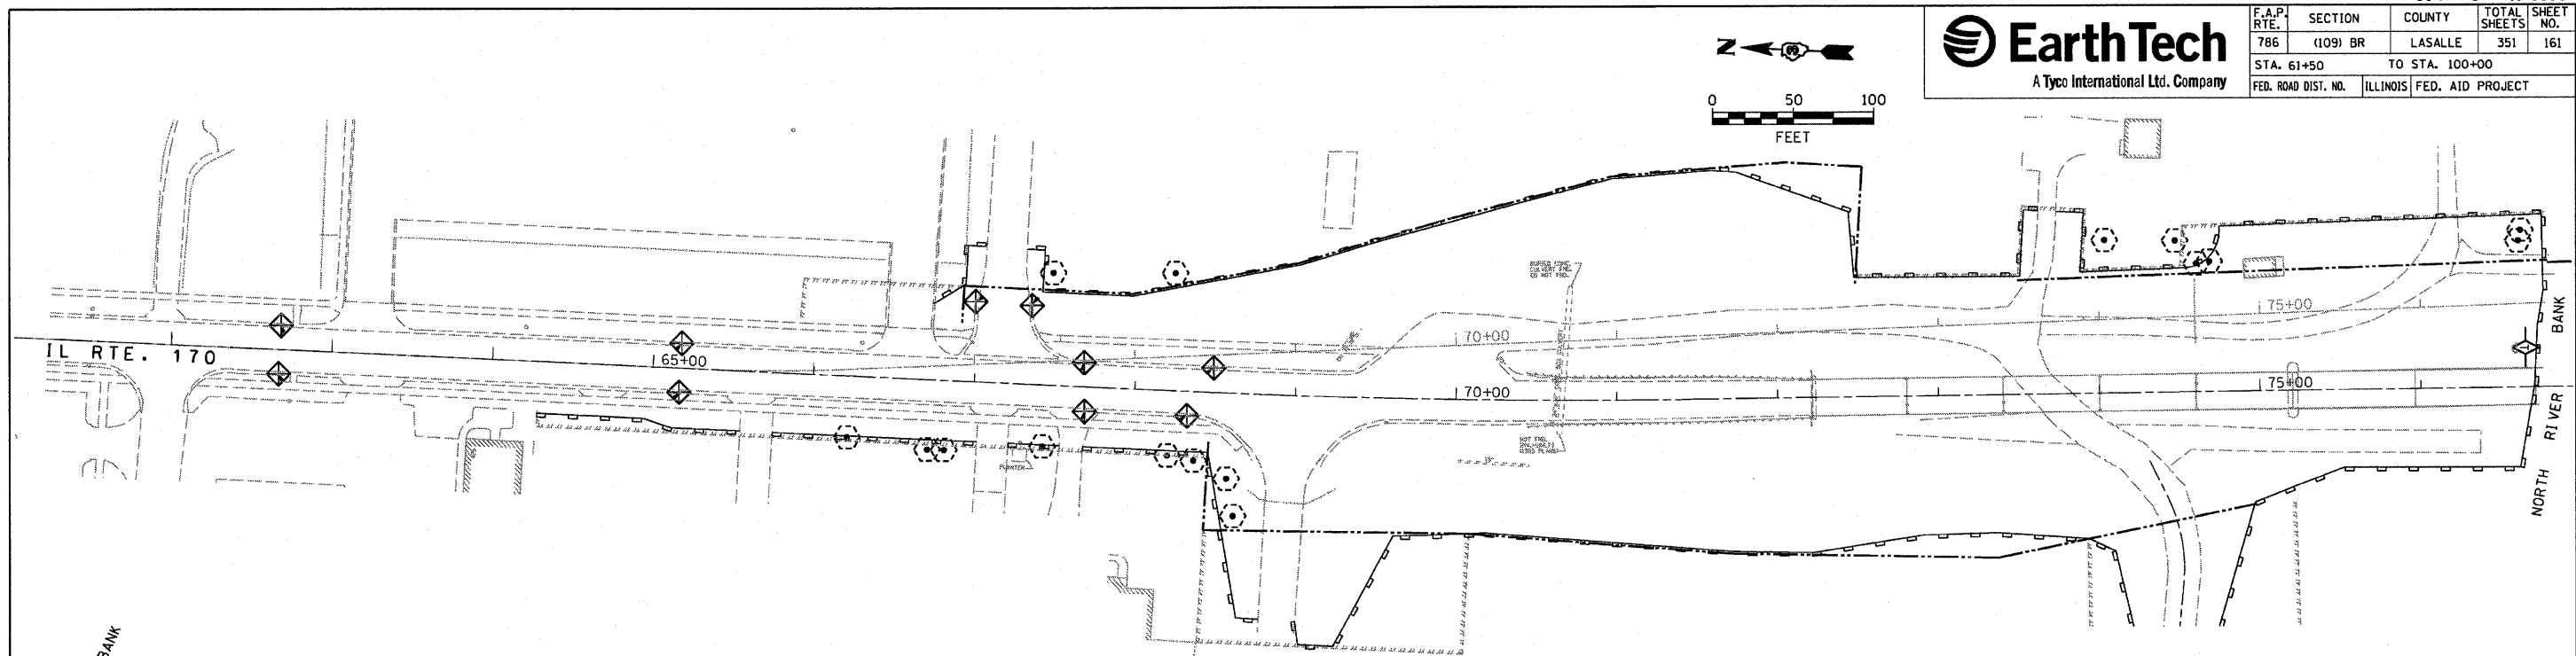 EarthTech
A Tyco International Ltd. Company
F.A.P. RTE. SECTION COUNTY TOTAL SHEETS SHEET NO.
786 (109) BR LASALLE 351 161
STA. 61+50 TO STA. 100+00
FED. ROAD DIST. NO. ILLINOIS FED. AID PROJECT
N
0 50 100
FEET
IL RTE. 170
65+00
70+00
70+00
75+00
75+00
PLANTER
NORTH RIVER BANK
BANK